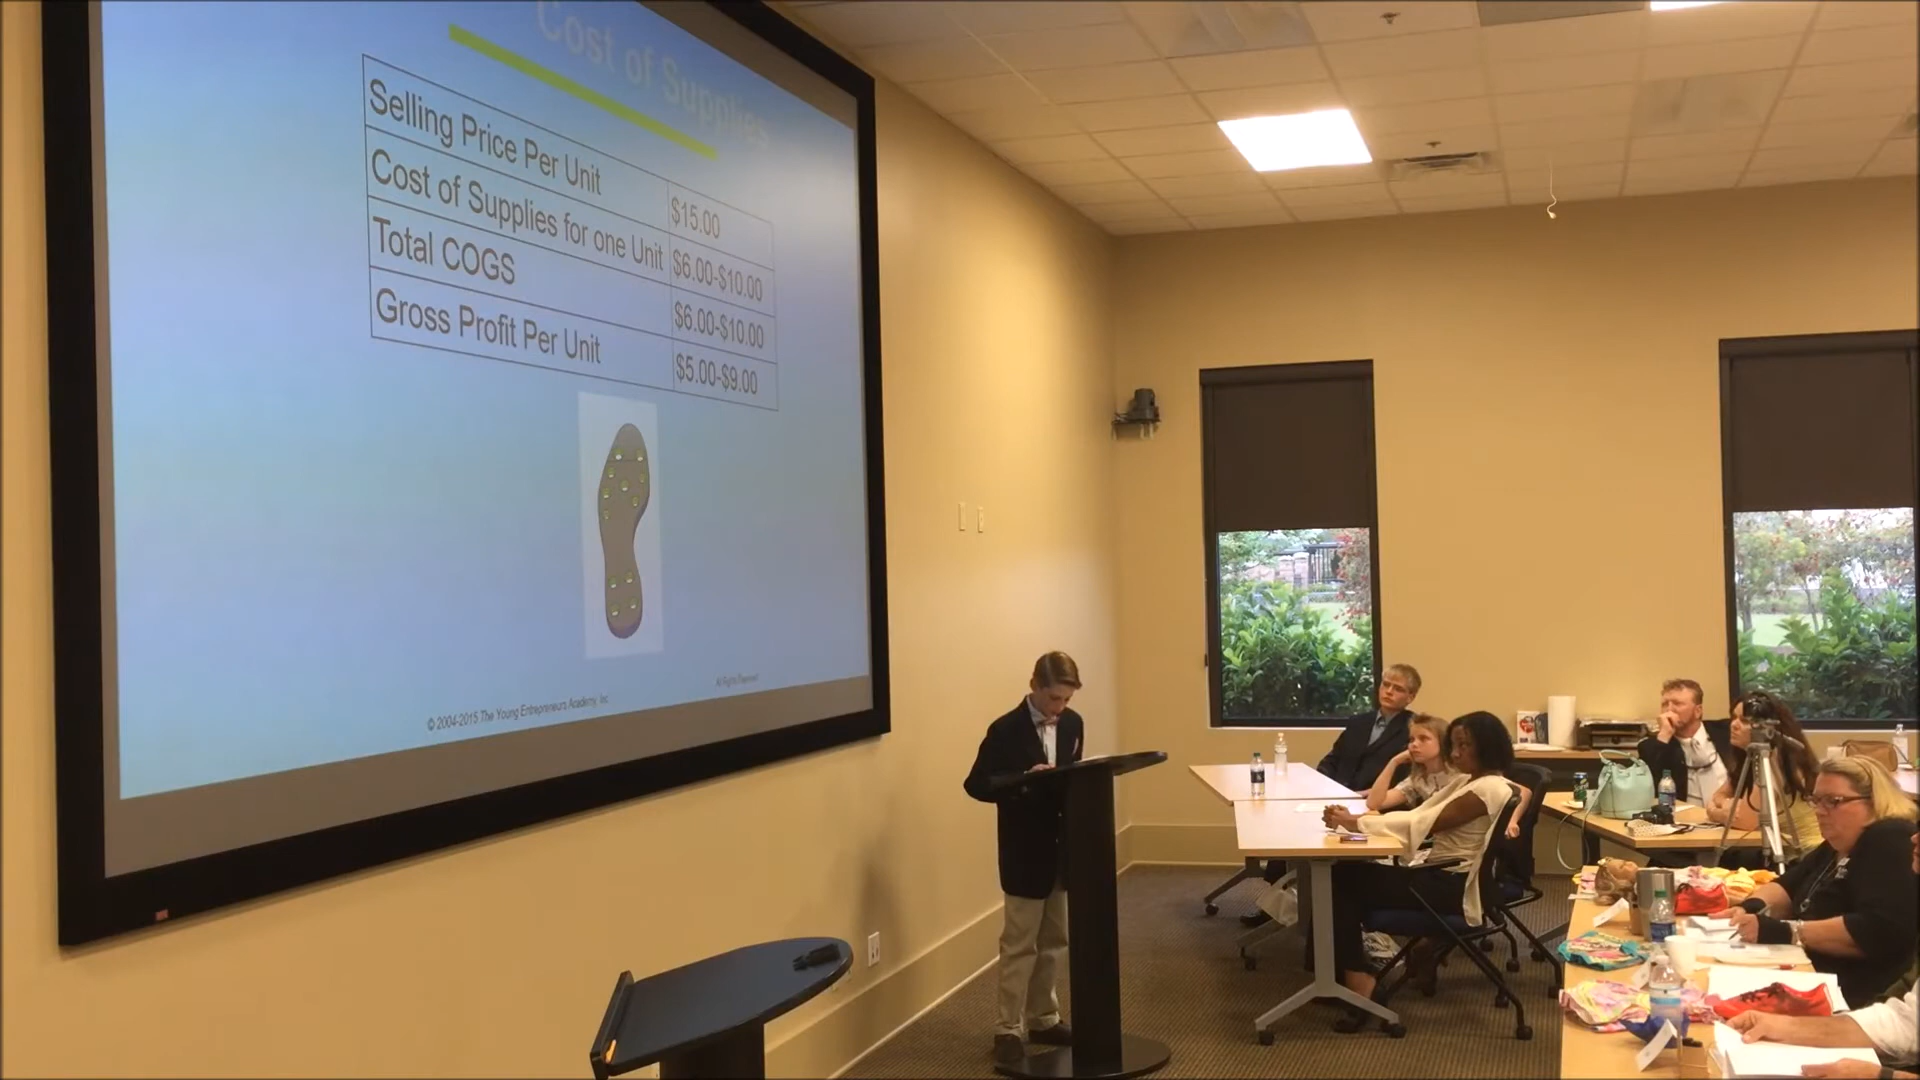 Cost of Supplies
Selling Price Per Unit $15.00
Cost of Supplies for one Unit $6.00-$10.00
Total COGS $6.00-$10.00
Gross Profit Per Unit $5.00-$9.00
© 2004-2015 The Young Entrepreneurs Academy, Inc.
All Rights Reserved